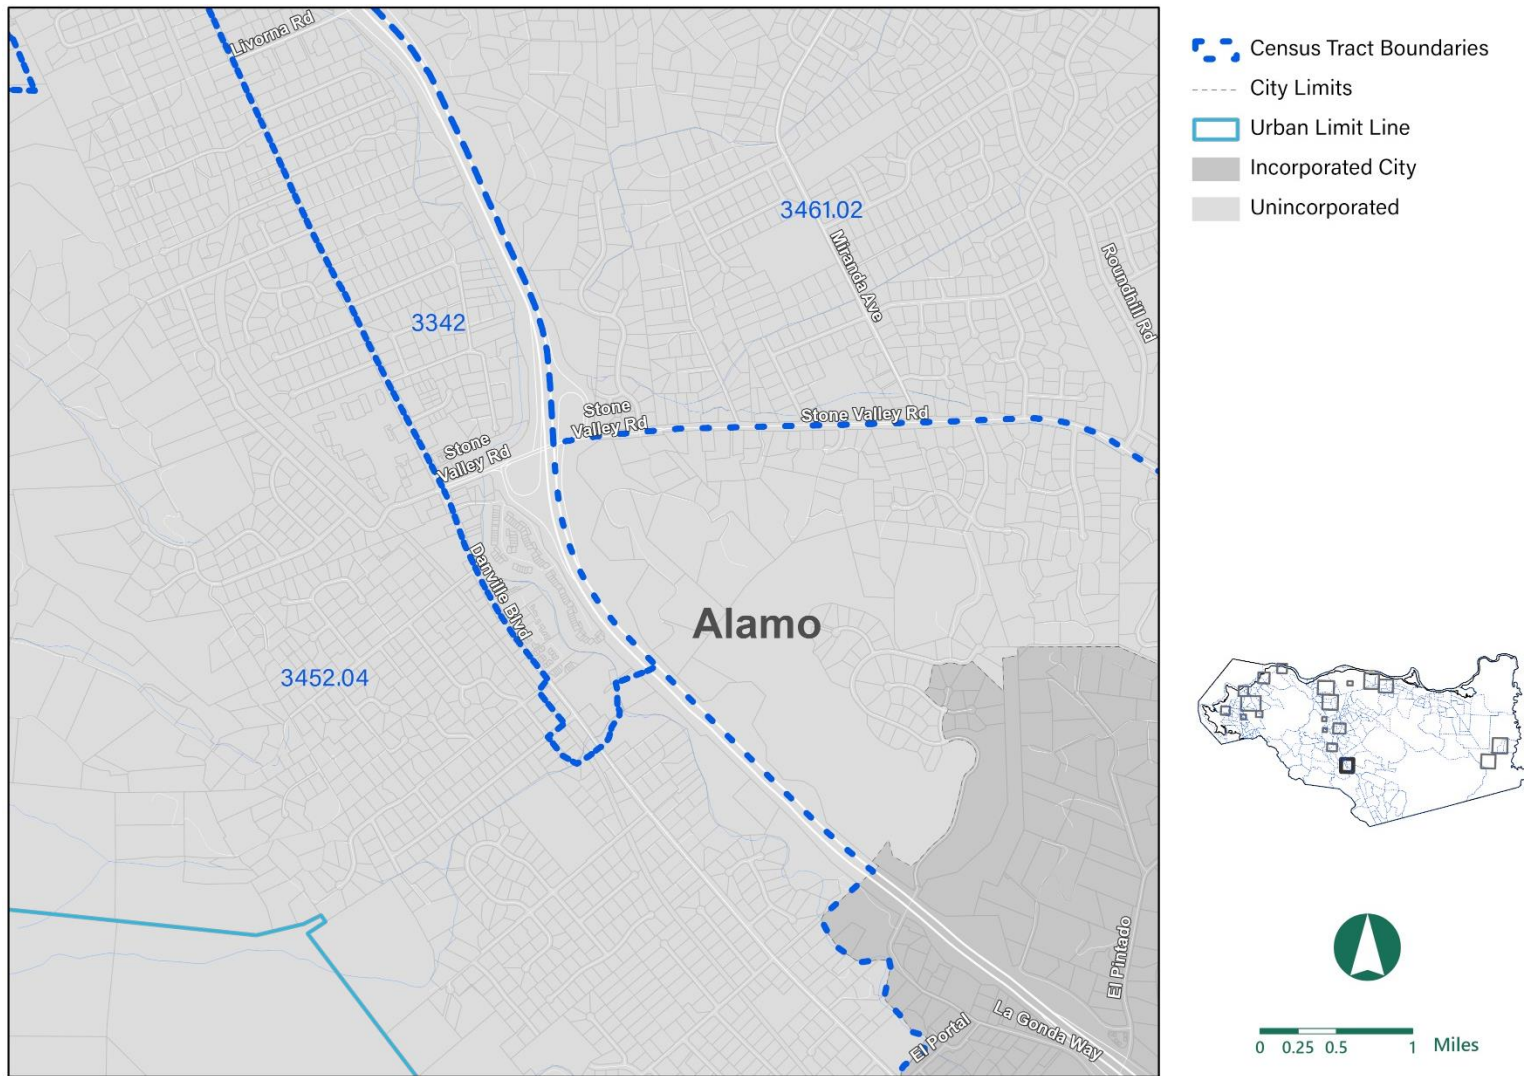 Livorna Rd
3461.02
Miranda Ave
Roundhill Rd
3342
Stone
Valley Rd
Stone Valley Rd
Stone
Valley Rd
Danville Blvd
Alamo
3452.04
El Pintado
La Gonda Way
El Portal
Census Tract Boundaries
City Limits
Urban Limit Line
Incorporated City
Unincorporated
0 0.25 0.5 1 Miles